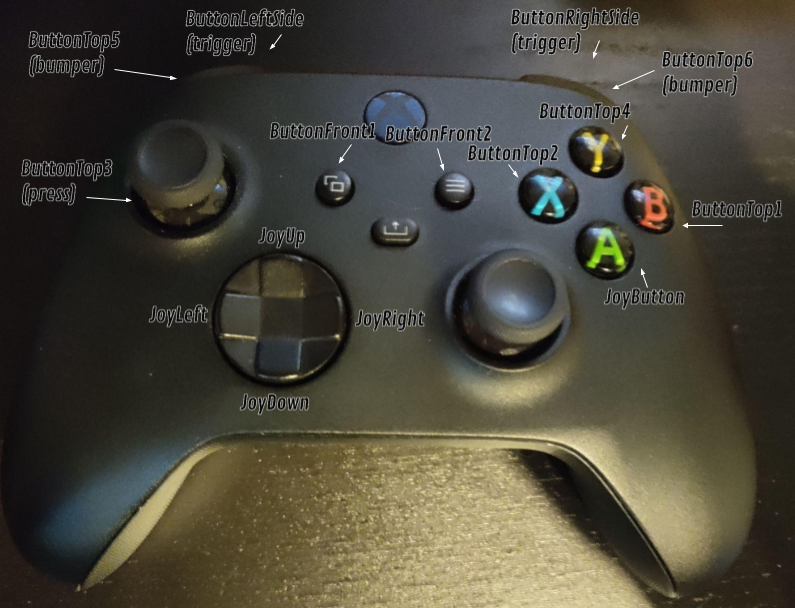 ButtonLeftSide
(trigger)
ButtonRightSide
(trigger)
ButtonTop5
(bumper)
ButtonTop6
(bumper)
ButtonTop4
ButtonFront1
ButtonFront2
ButtonTop2
ButtonTop3
(press)
ButtonTop1
JoyButton
JoyUp
JoyLeft
JoyRight
JoyDown
Y
X
B
A